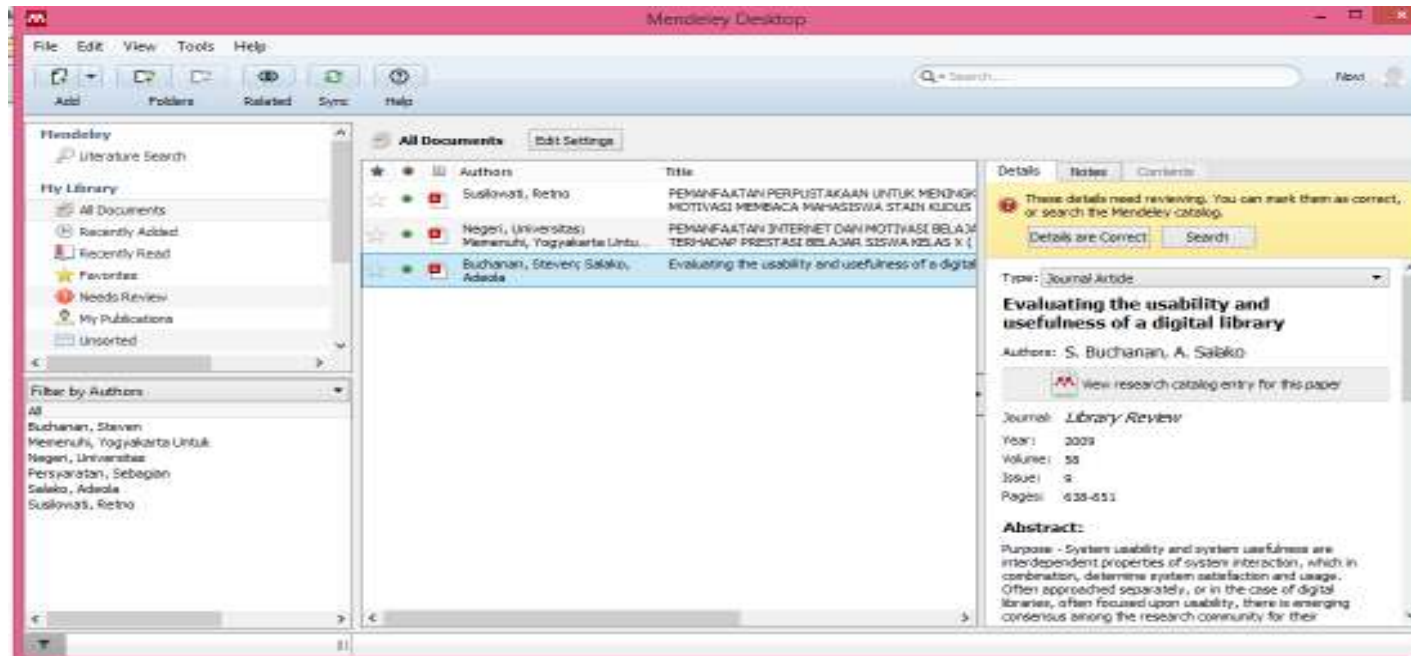 Mendeley Desktop
File Edit View Tools Help
Add Folders Related Sync Help
Search...
Novi
Mendeley
Literature Search
My Library
All Documents
Recently Added
Recently Read
Favorites
Needs Review
My Publications
Unsorted
Filter by Authors
All
Buchanan, Steven
Memenuhi, Yogyakarta Untuk
Negeri, Universitas
Persyaratan, Sebagian
Salako, Adeola
Susilowati, Retno
All Documents Edit Settings
Authors Title
Susilowati, Retno PEMANFAATAN PERPUSTAKAAN UNTUK MENINGK
MOTIVASI MEMBACA MAHASISWA STAIN KUDUS
Negeri, Universitas; PEMANFAATAN INTERNET DAN MOTIVASI BELAJA
Memenuhi, Yogyakarta Untu... TERHADAP PRESTASI BELAJAR SISWA KELAS X (
Buchanan, Steven; Salako, Evaluating the usability and usefulness of a digital
Adeola
Details Notes Contents
These details need reviewing. You can mark them as correct,
or search the Mendeley catalog.
Details are Correct Search
Type: Journal Article
Evaluating the usability and
usefulness of a digital library
Authors: S. Buchanan, A. Salako
View research catalog entry for this paper
Journal: Library Review
Year: 2009
Volume: 58
Issue: 9
Pages: 638-651
Abstract:
Purpose - System usability and system usefulness are
interdependent properties of system interaction, which in
combination, determine system satisfaction and usage.
Often approached separately, or in the case of digital
libraries, often focused upon usability, there is emerging
consensus among the research community for their